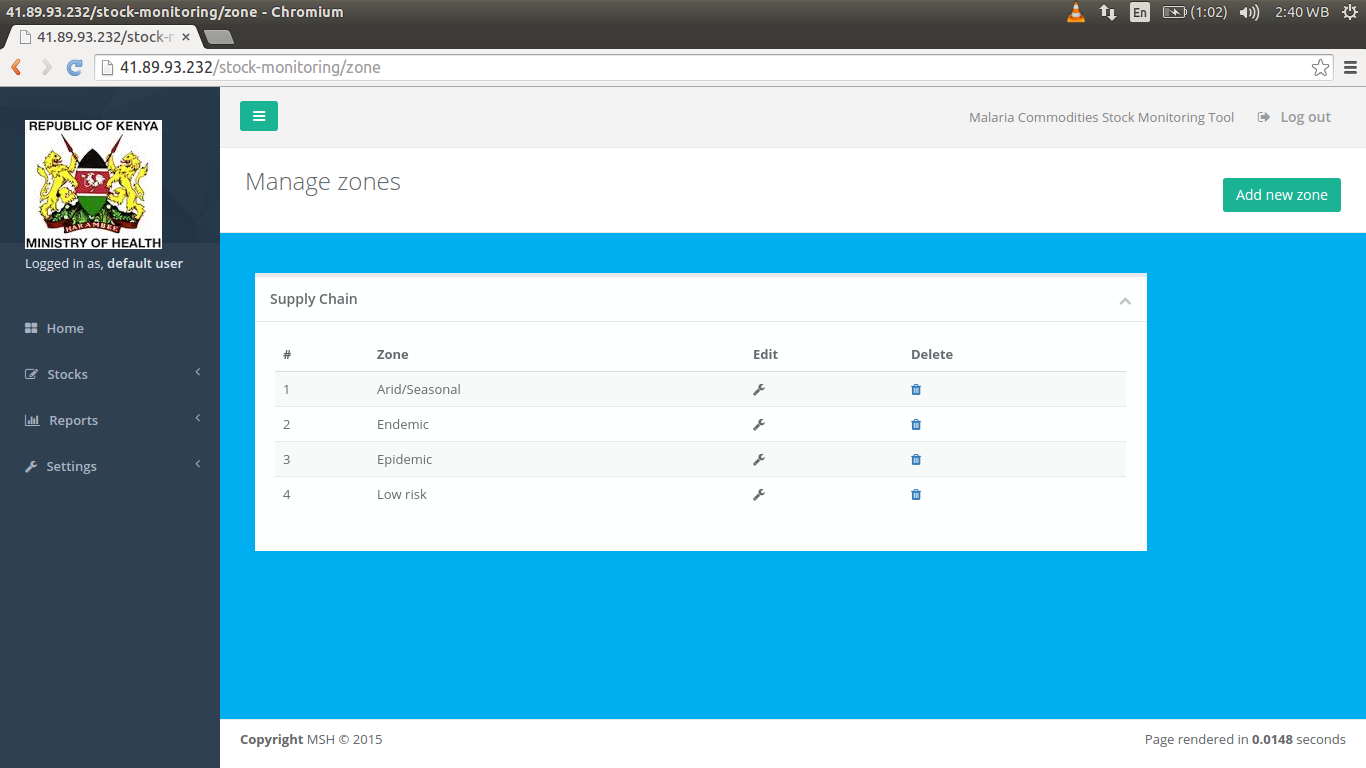 41.89.93.232/stock-monitoring/zone - Chromium
En (1:02) 2:40 WB
41.89.93.232/stock-r
41.89.93.232/stock-monitoring/zone
REPUBLIC OF KENYA
HARAMBEE
MINISTRY OF HEALTH
Logged in as, default user
Home
Stocks
Reports
Settings
Malaria Commodities Stock Monitoring Tool Log out
Manage zones
Add new zone
Supply Chain
# Zone Edit Delete
1 Arid/Seasonal
2 Endemic
3 Epidemic
4 Low risk
Copyright MSH © 2015 Page rendered in 0.0148 seconds